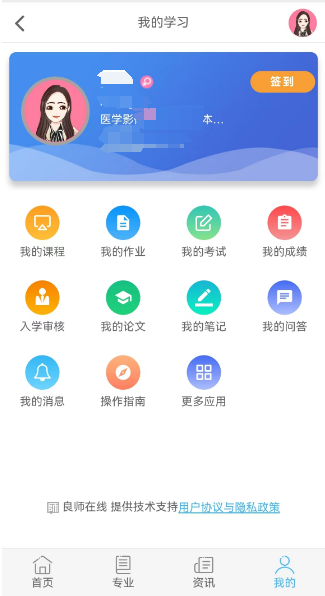 我的学习
签到
医学影 本...
我的课程 我的作业 我的考试 我的成绩
入学审核 我的论文 我的笔记 我的问答
我的消息 操作指南 更多应用
良师在线 提供技术支持用户协议与隐私政策
首页 专业 资讯 我的